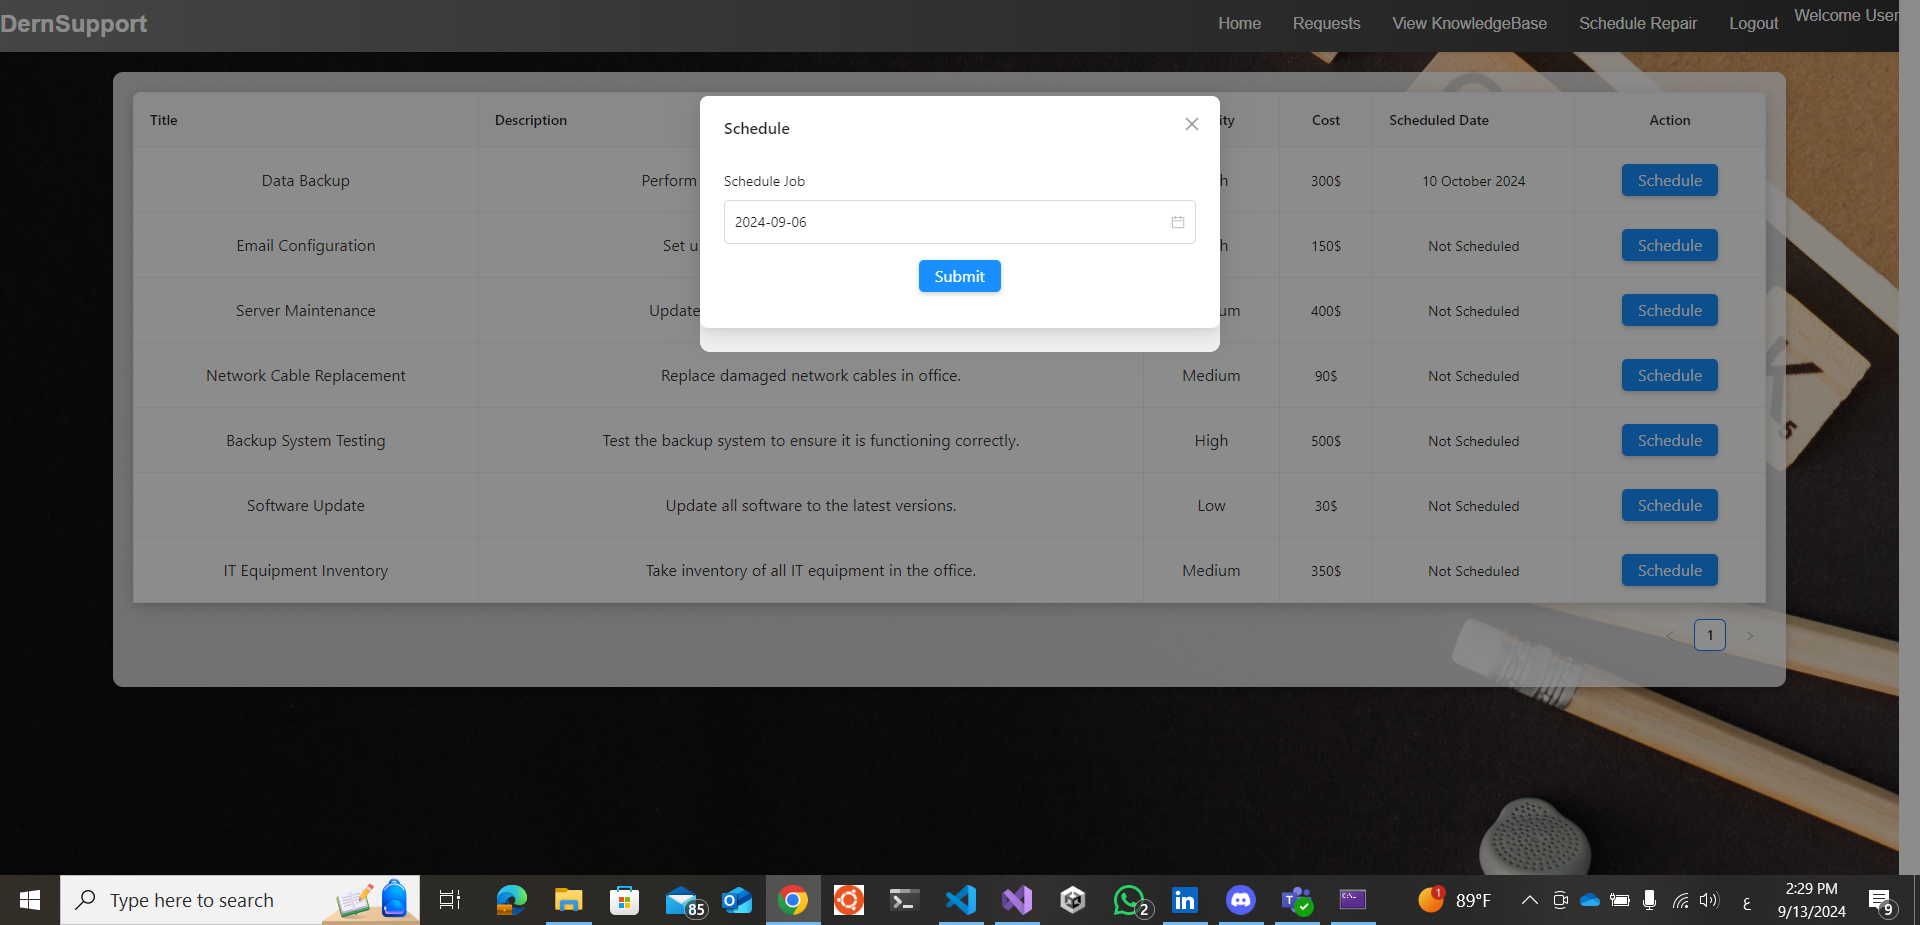 DernSupport
Home Requests View KnowledgeBase Schedule Repair Logout Welcome User
Title Description Cost Scheduled Date Action
Schedule
Schedule Job
2024-09-06
Submit
Data Backup Perform 300$ 10 October 2024 Schedule
Email Configuration Set 150$ Not Scheduled Schedule
Server Maintenance Update 400$ Not Scheduled Schedule
Network Cable Replacement Replace damaged network cables in office. Medium 90$ Not Scheduled Schedule
Backup System Testing Test the backup system to ensure it is functioning correctly. High 500$ Not Scheduled Schedule
Software Update Update all software to the latest versions. Low 30$ Not Scheduled Schedule
IT Equipment Inventory Take inventory of all IT equipment in the office. Medium 350$ Not Scheduled Schedule
< 1 >
K5
Type here to search 85 2 1 89°F ع 2:29 PM
9/13/2024 9